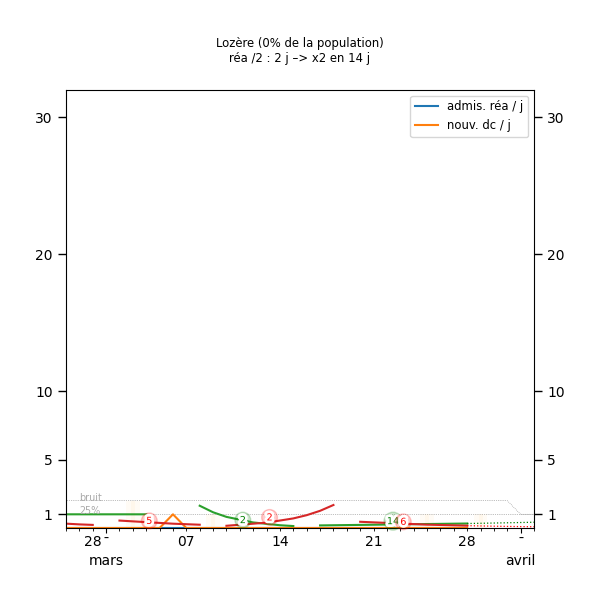 Lozère (0% de la population)
réa /2 : 2 j –> x2 en 14 j
admis. réa / j
nouv. dc / j
30 30
20 20
10 10
5 5
bruit
25%
1 1
5 2 2 14 6
28 07 14 21 28 -
mars avril